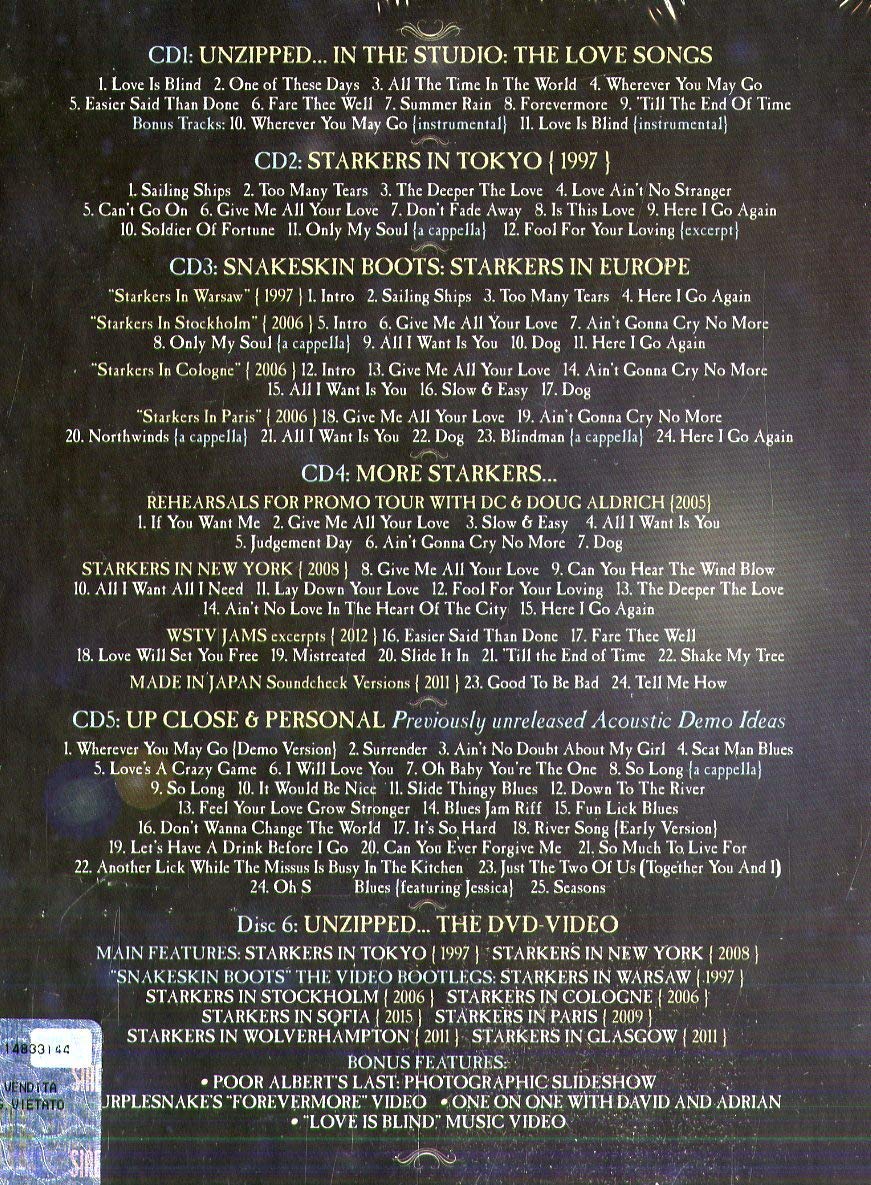 CD1: UNZIPPED... IN THE STUDIO: THE LOVE SONGS
1. Love Is Blind 2. One of These Days 3. All The Time In The World 4. Wherever You May Go
5. Easier Said Than Done 6. Fare Thee Well 7. Summer Rain 8. Forevermore 9. 'Till The End Of Time
Bonus Tracks: 10. Wherever You May Go {instrumental} 11. Love Is Blind {instrumental}
CD2: STARKERS IN TOKYO { 1997 }
1. Sailing Ships 2. Too Many Tears 3. The Deeper The Love 4. Love Ain't No Stranger
5. Can't Go On 6. Give Me All Your Love 7. Don't Fade Away 8. Is This Love 9. Here I Go Again
10. Soldier Of Fortune 11. Only My Soul {a cappella} 12. Fool For Your Loving {excerpt}
CD3: SNAKESKIN BOOTS: STARKERS IN EUROPE
"Starkers In Warsaw" { 1997 } 1. Intro 2. Sailing Ships 3. Too Many Tears 4. Here I Go Again
"Starkers In Stockholm" { 2006 } 5. Intro 6. Give Me All Your Love 7. Ain't Gonna Cry No More
8. Only My Soul {a cappella} 9. All I Want Is You 10. Dog 11. Here I Go Again
"Starkers In Cologne" { 2006 } 12. Intro 13. Give Me All Your Love 14. Ain't Gonna Cry No More
15. All I Want Is You 16. Slow & Easy 17. Dog
"Starkers In Paris" { 2006 } 18. Give Me All Your Love 19. Ain't Gonna Cry No More
20. Northwinds {a cappella} 21. All I Want Is You 22. Dog 23. Blindman {a cappella} 24. Here I Go Again
CD4: MORE STARKERS...
REHEARSALS FOR PROMO TOUR WITH DC & DOUG ALDRICH {2005}
1. If You Want Me 2. Give Me All Your Love 3. Slow & Easy 4. All I Want Is You
5. Judgement Day 6. Ain't Gonna Cry No More 7. Dog
STARKERS IN NEW YORK { 2008 } 8. Give Me All Your Love 9. Can You Hear The Wind Blow
10. All I Want All I Need 11. Lay Down Your Love 12. Fool For Your Loving 13. The Deeper The Love
14. Ain't No Love In The Heart Of The City 15. Here I Go Again
WSTV JAMS excerpts { 2012 } 16. Easier Said Than Done 17. Fare Thee Well
18. Love Will Set You Free 19. Mistreated 20. Slide It In 21. 'Till the End of Time 22. Shake My Tree
MADE IN JAPAN Soundcheck Versions { 2011 } 23. Good To Be Bad 24. Tell Me How
CD5: UP CLOSE & PERSONAL Previously unreleased Acoustic Demo Ideas
1. Wherever You May Go {Demo Version} 2. Surrender 3. Ain't No Doubt About My Girl 4. Scat Man Blues
5. Love's A Crazy Game 6. I Will Love You 7. Oh Baby You're The One 8. So Long {a cappella}
9. So Long 10. It Would Be Nice 11. Slide Thingy Blues 12. Down To The River
13. Feel Your Love Grow Stronger 14. Blues Jam Riff 15. Fun Lick Blues
16. Don't Wanna Change The World 17. It's So Hard 18. River Song {Early Version}
19. Let's Have A Drink Before I Go 20. Can You Ever Forgive Me 21. So Much To Live For
22. Another Lick While The Missus Is Busy In The Kitchen 23. Just The Two Of Us (Together You And I)
24. Oh S Blues {featuring Jessica} 25. Seasons
Disc 6: UNZIPPED... THE DVD-VIDEO
MAIN FEATURES: STARKERS IN TOKYO { 1997 } STARKERS IN NEW YORK { 2008 }
"SNAKESKIN BOOTS" THE VIDEO BOOTLEGS: STARKERS IN WARSAW { 1997 }
STARKERS IN STOCKHOLM { 2006 } STARKERS IN COLOGNE { 2006 }
STARKERS IN SOFIA { 2015 } STARKERS IN PARIS { 2009 }
STARKERS IN WOLVERHAMPTON { 2011 } STARKERS IN GLASGOW { 2011 }
BONUS FEATURES:
• POOR ALBERT'S LAST: PHOTOGRAPHIC SLIDESHOW
URPLESNAKE'S "FOREVERMORE" VIDEO • ONE ON ONE WITH DAVID AND ADRIAN
• "LOVE IS BLIND" MUSIC VIDEO
VENDITA
VIETATO